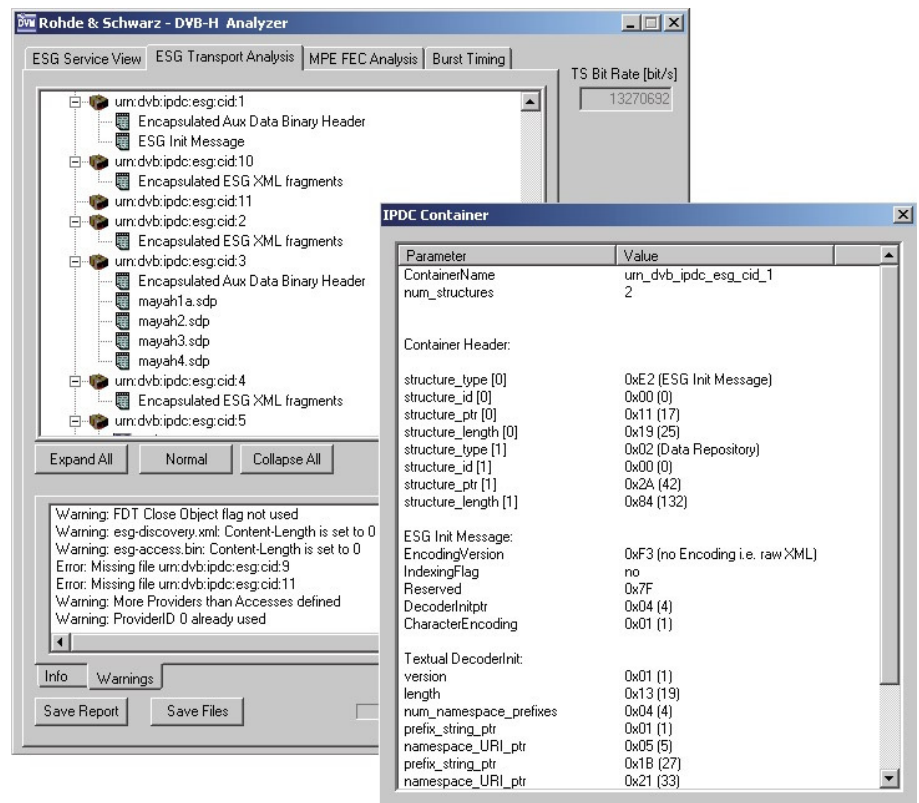 Rohde & Schwarz - DVB-H Analyzer
ESG Service View ESG Transport Analysis MPE FEC Analysis Burst Timing
TS Bit Rate [bit/s]
13270692
urn:dvb:ipdc:esg:cid:1
Encapsulated Aux Data Binary Header
ESG Init Message
urn:dvb:ipdc:esg:cid:10
Encapsulated ESG XML fragments
urn:dvb:ipdc:esg:cid:11
urn:dvb:ipdc:esg:cid:2
Encapsulated ESG XML fragments
urn:dvb:ipdc:esg:cid:3
Encapsulated Aux Data Binary Header
mayah1a.sdp
mayah2.sdp
mayah3.sdp
mayah4.sdp
urn:dvb:ipdc:esg:cid:4
Encapsulated ESG XML fragments
urn:dvb:ipdc:esg:cid:5
Expand All Normal Collapse All
Warning: FDT Close Object flag not used
Warning: esg-discovery.xml: Content-Length is set to 0
Warning: esg-access.bin: Content-Length is set to 0
Error: Missing file urn:dvb:ipdc:esg:cid:9
Error: Missing file urn:dvb:ipdc:esg:cid:11
Warning: More Providers than Accesses defined
Warning: ProviderID 0 already used
Info Warnings
Save Report Save Files
IPDC Container
Parameter Value
ContainerName urn_dvb_ipdc_esg_cid_1
num_structures 2
Container Header:
structure_type [0] 0xE2 (ESG Init Message)
structure_id [0] 0x00 (0)
structure_ptr [0] 0x11 (17)
structure_length [0] 0x19 (25)
structure_type [1] 0x02 (Data Repository)
structure_id [1] 0x00 (0)
structure_ptr [1] 0x2A (42)
structure_length [1] 0x84 (132)
ESG Init Message:
EncodingVersion 0xF3 (no Encoding i.e. raw XML)
IndexingFlag no
Reserved 0x7F
DecoderInitptr 0x04 (4)
CharacterEncoding 0x01 (1)
Textual DecoderInit:
version 0x01 (1)
length 0x13 (19)
num_namespace_prefixes 0x04 (4)
prefix_string_ptr 0x01 (1)
namespace_URI_ptr 0x05 (5)
prefix_string_ptr 0x1B (27)
namespace_URI_ptr 0x21 (33)